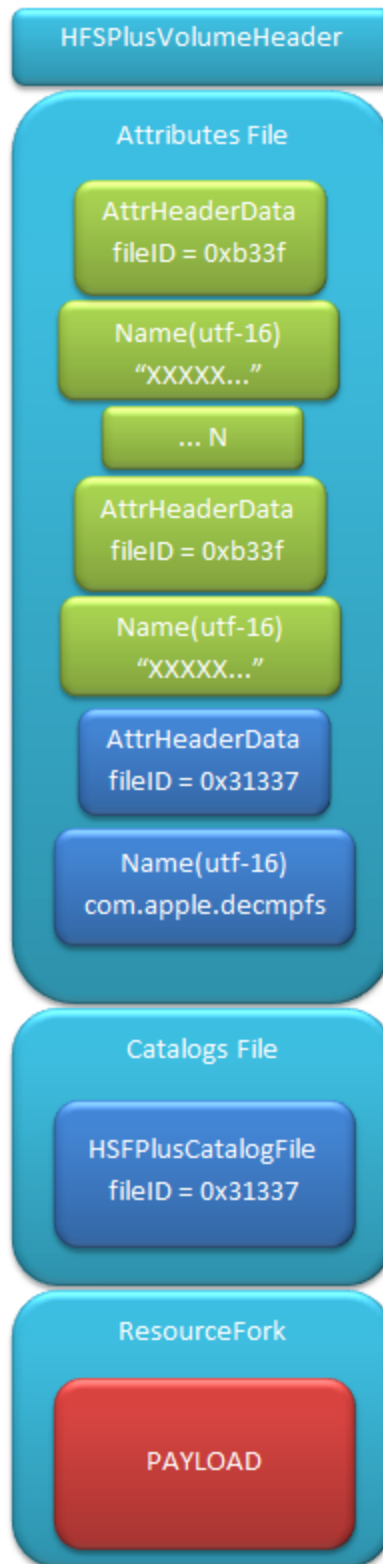 HFSPlusVolumeHeader
Attributes File
AttrHeaderData
fileID = 0xb33f
Name(utf-16)
“XXXXX...”
... N
AttrHeaderData
fileID = 0xb33f
Name(utf-16)
“XXXXX...”
AttrHeaderData
fileID = 0x31337
Name(utf-16)
com.apple.decmpfs
Catalogs File
HSFPlusCatalogFile
fileID = 0x31337
ResourceFork
PAYLOAD